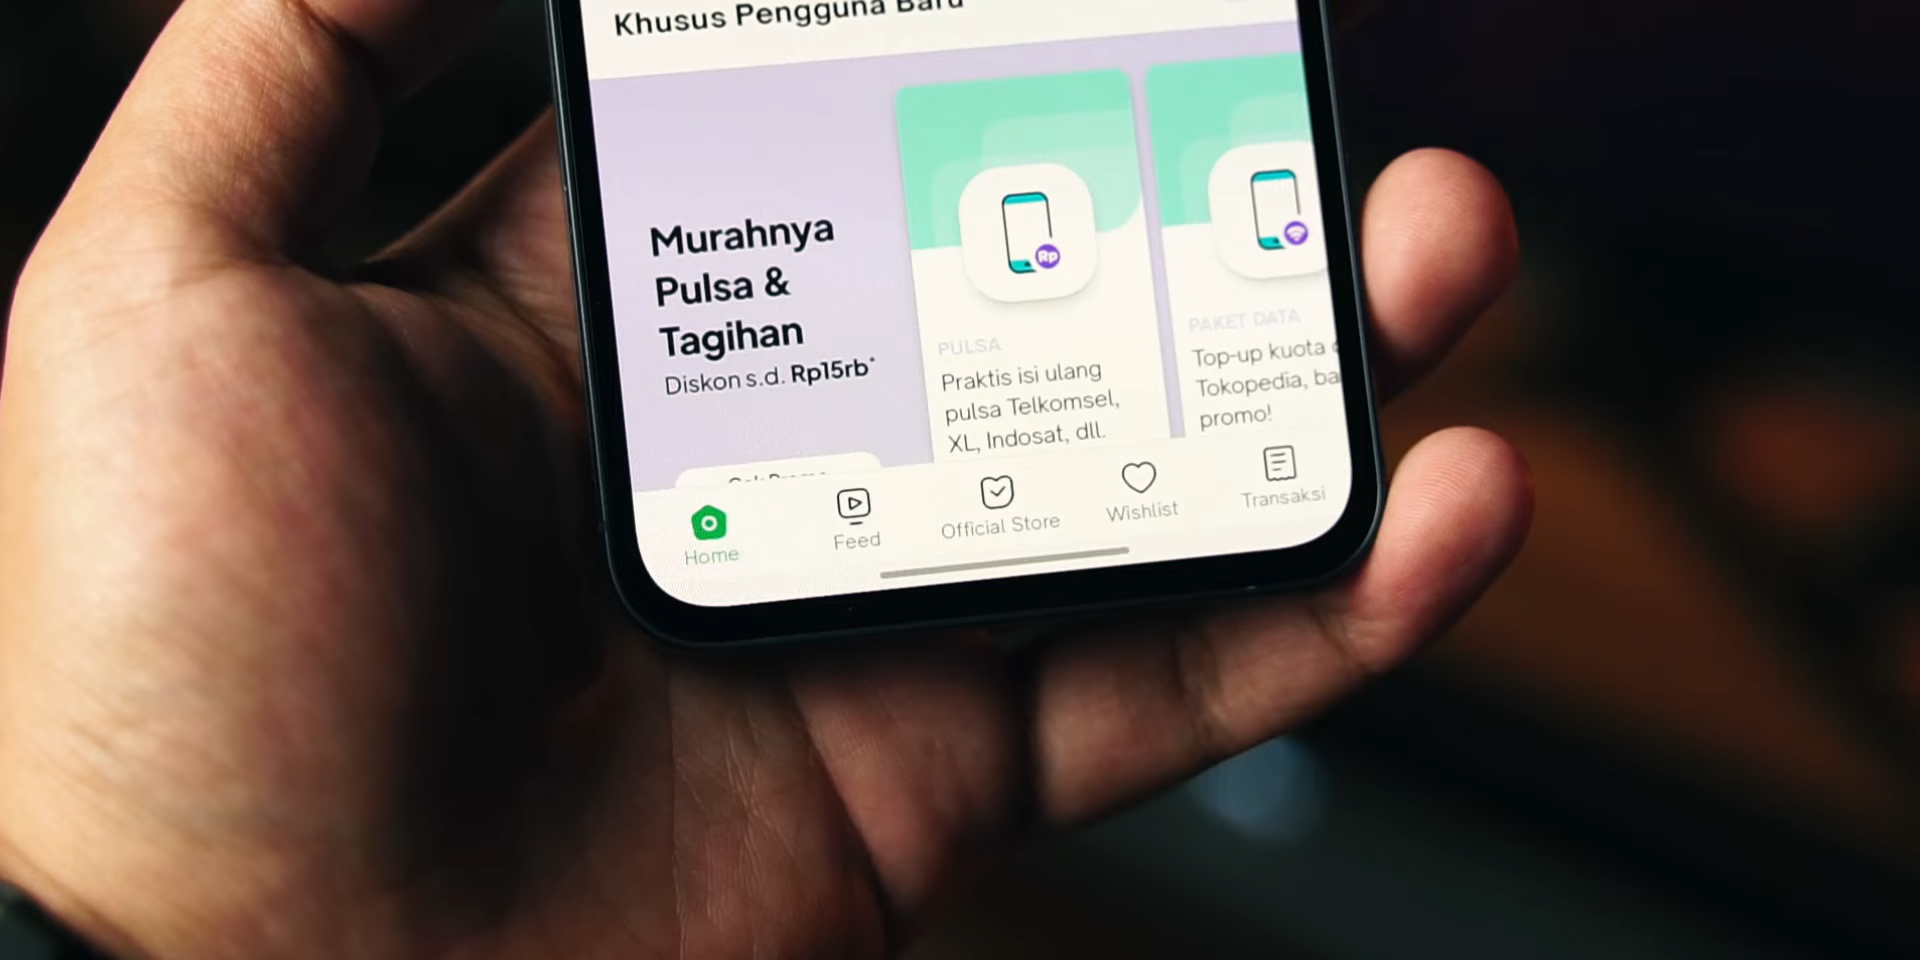 Khusus Pengguna Baru
Murahnya
Pulsa &
Tagihan
Diskon s.d. Rp15rb*
Rp
PULSA
Praktis isi ulang
pulsa Telkomsel,
XL, Indosat, dll.
PAKET DATA
Top-up kuota
Tokopedia,
promo!
Home
Feed
Official Store
Wishlist
Transaksi